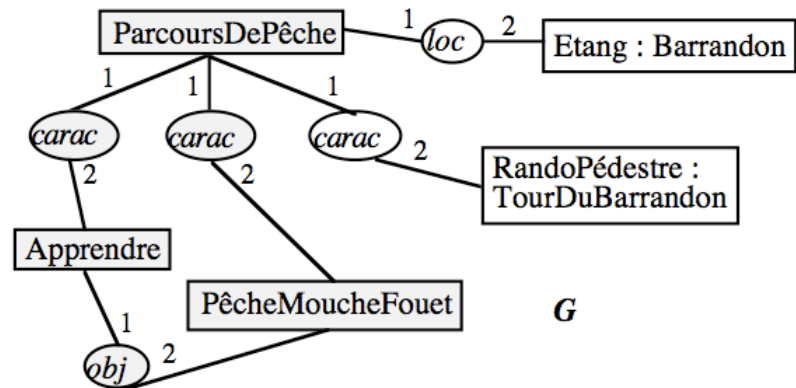 ParcoursDePêche
1
loc
2
Etang : Barrandon
1
1
1
carac
carac
carac
2
2
2
RandoPédestre :
TourDuBarrandon
Apprendre
PêcheMoucheFouet
G
1
obj
2